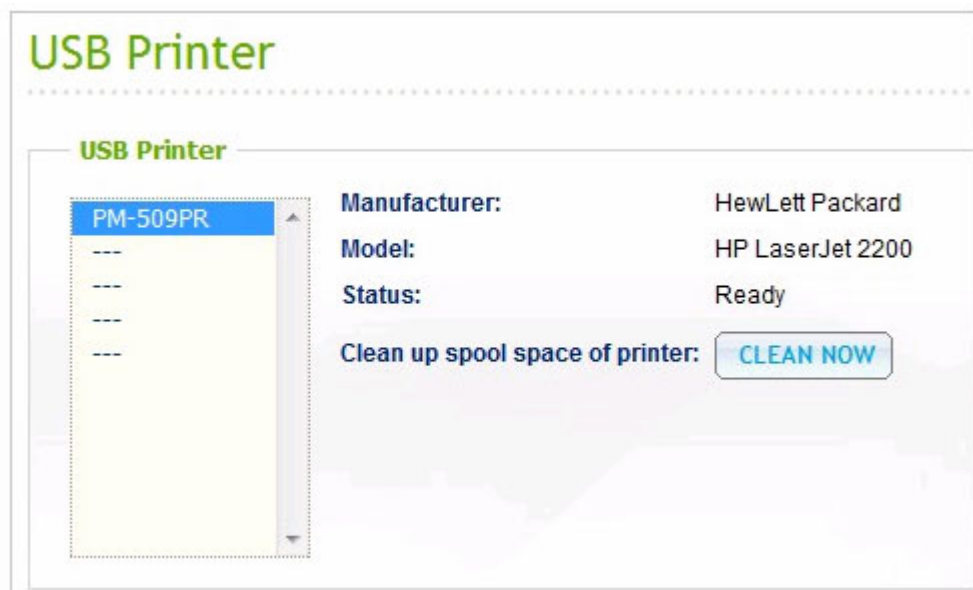 USB Printer
USB Printer
PM-509PR
---
---
---
---
Manufacturer: HewLett Packard
Model: HP LaserJet 2200
Status: Ready
Clean up spool space of printer: CLEAN NOW